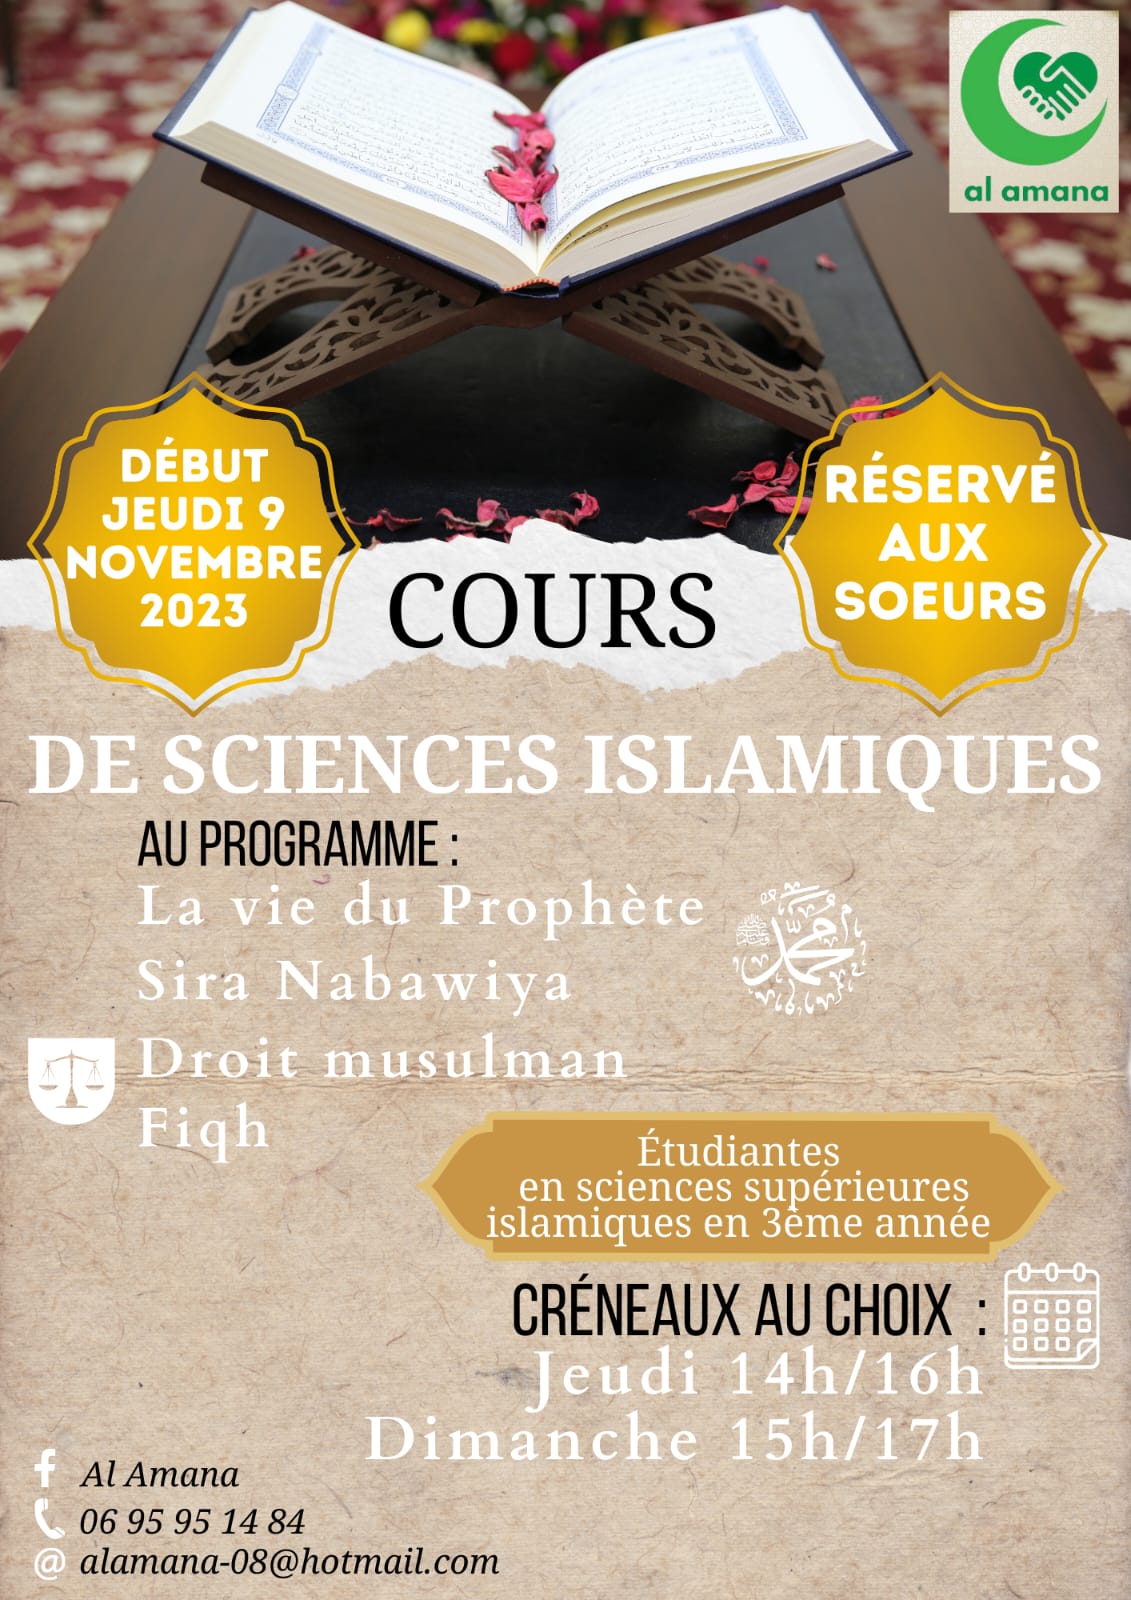 al amana
DÉBUT
JEUDI 9
NOVEMBRE
2023
RÉSERVÉ
AUX
SOEURS
COURS
DE SCIENCES ISLAMIQUES
AU PROGRAMME :
La vie du Prophète
محمد
Sira Nabawiya
Droit musulman
Fiqh
Étudiantes
en sciences supérieures
islamiques en 3ème année
CRÉNEAUX AU CHOIX :
Jeudi 14h/16h
Dimanche 15h/17h
Al Amana
06 95 95 14 84
@ alamana-08@hotmail.com